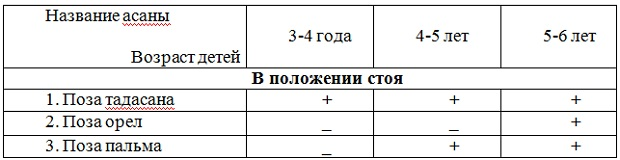 Название асаны
3-4 года 4-5 лет 5-6 лет
Возраст детей
В положении стоя
1. Поза тадасана + + +
2. Поза орел _ _ +
3. Поза пальма _ + +